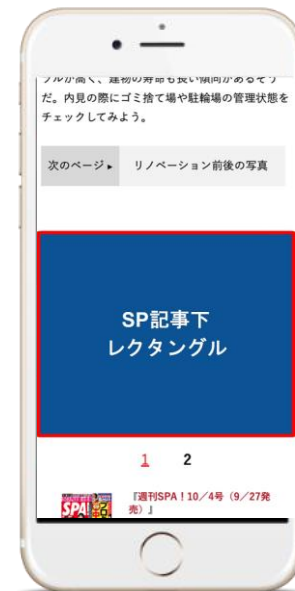 ブルが高く、建物の寿命も長い傾向があるそう
だ。内見の際にゴミ捨て場や駐輪場の管理状態を
チェックしてみよう。
次のページ▸ リノベーション前後の写真
SP記事下
レクタングル
1 2
SPA!
『週刊SPA！10／4号（9／27発
売）』